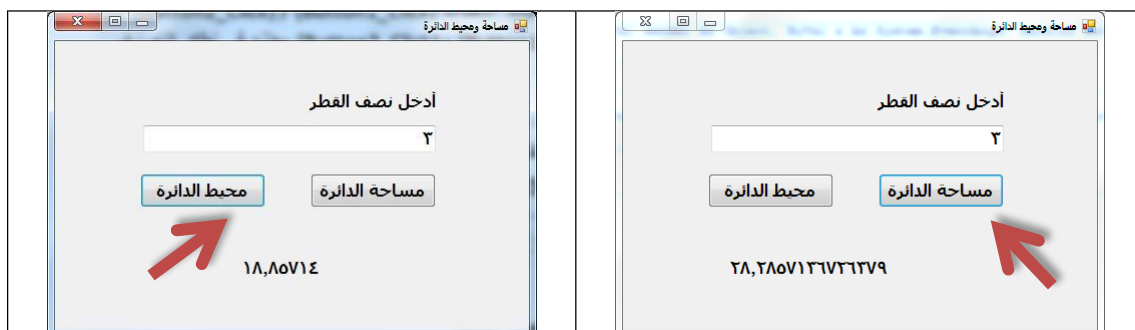 مساحة ومحيط الدائرة
أدخل نصف القطر
٣
مساحة الدائرة
محيط الدائرة
٢٨,٢٨٥٧١٣٦٧٢٦٣٧٩
مساحة ومحيط الدائرة
أدخل نصف القطر
٣
مساحة الدائرة
محيط الدائرة
١٨,٨٥٧١٤